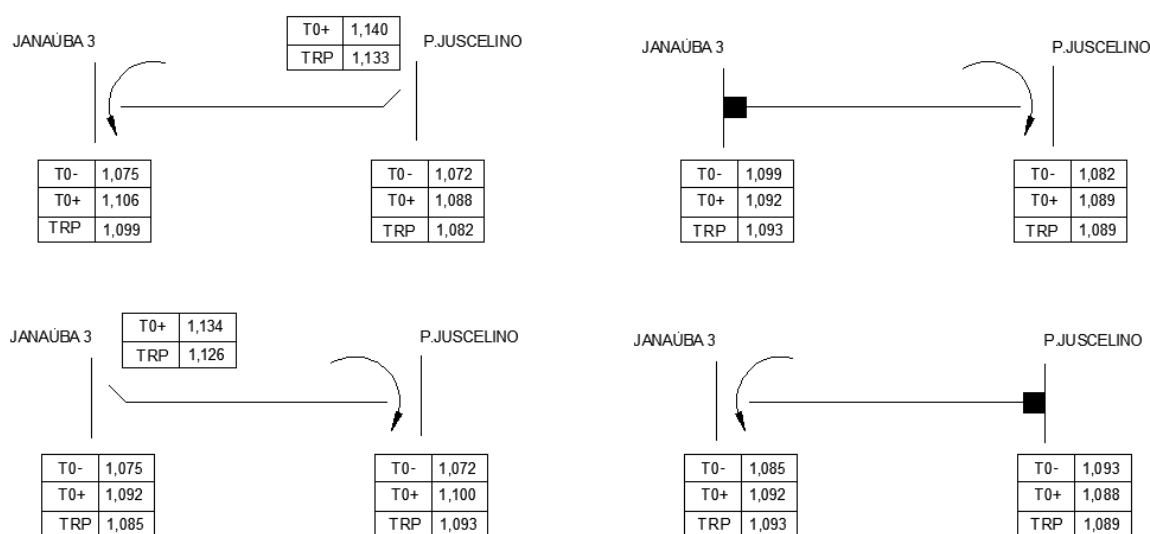 JANAÚBA 3
T0+ 1,140
TRP 1,133
P.JUSCELINO
T0- 1,075
T0+ 1,106
TRP 1,099
T0- 1,072
T0+ 1,088
TRP 1,082
JANAÚBA 3
P.JUSCELINO
T0- 1,099
T0+ 1,092
TRP 1,093
T0- 1,082
T0+ 1,089
TRP 1,089
JANAÚBA 3
T0+ 1,134
TRP 1,126
P.JUSCELINO
T0- 1,075
T0+ 1,092
TRP 1,085
T0- 1,072
T0+ 1,100
TRP 1,093
JANAÚBA 3
P.JUSCELINO
T0- 1,085
T0+ 1,092
TRP 1,093
T0- 1,093
T0+ 1,088
TRP 1,089